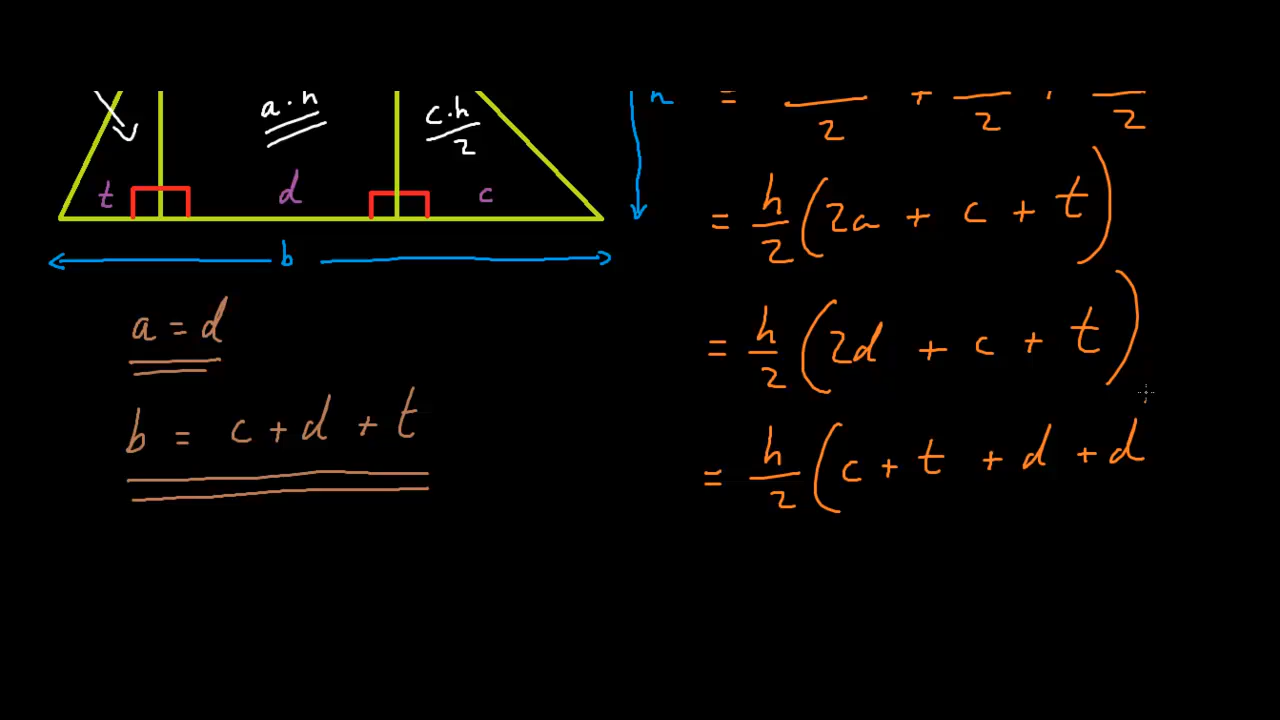 a · h
c·h/2
h
t
d
c
b
a = d
b = c + d + t
= /2 + /2 + /2
= h/2 (2a + c + t)
= h/2 (2d + c + t)
= h/2 (c + t + d + d